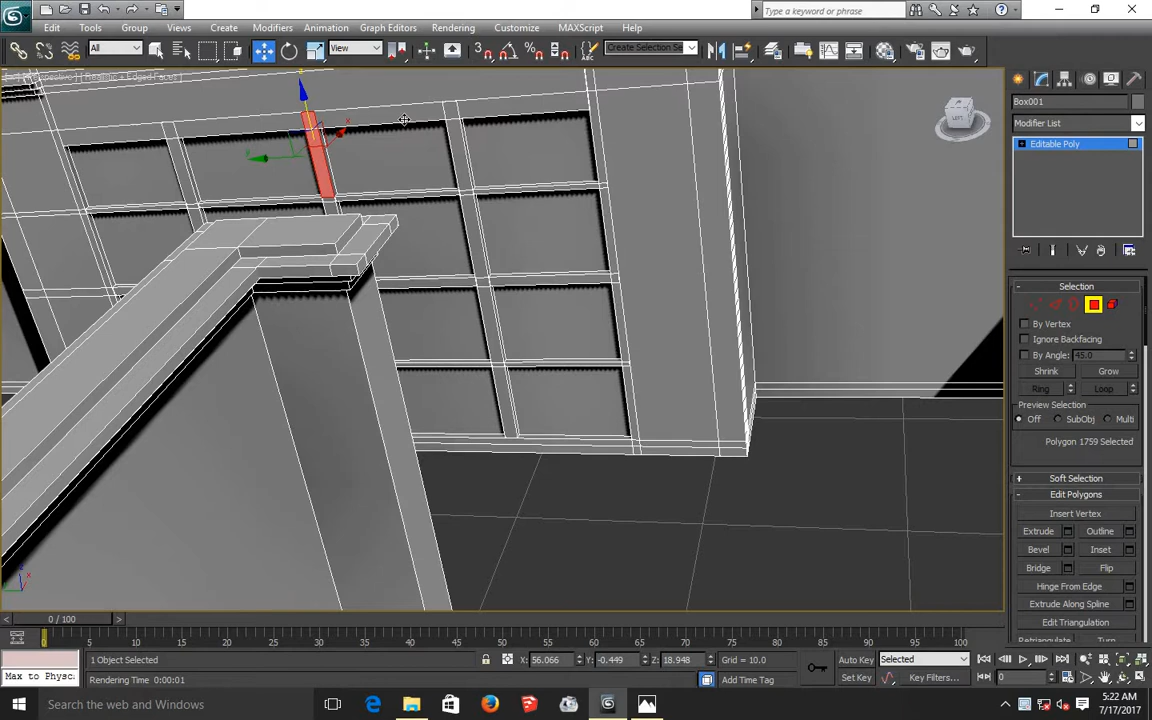 Type a keyword or phrase
Edit Tools Group Views Create Modifiers Animation Graph Editors Rendering Customize MAXScript Help
All View Create Selection Se
Perspective ] [ Realistic + Edged Faces ]
Box001
Modifier List
Editable Poly
- Selection
By Vertex
Ignore Backfacing
By Angle: 45.0
Shrink Grow
Ring Loop
Preview Selection
Off SubObj Multi
Polygon 1759 Selected
+ Soft Selection
- Edit Polygons
Insert Vertex
Extrude Outline
Bevel Inset
Bridge Flip
Hinge From Edge
Extrude Along Spline
Edit Triangulation
Retriangulate Turn
< 0 / 100 >
0 5 10 15 20 25 30 35 40 45 50 55 60 65 70 75 80 85 90 95 100
1 Object Selected X: 56.066 Y: -0.449 Z: 18.948 Grid = 10.0 Auto Key Selected
Max to Physc. Rendering Time 0:00:01 Add Time Tag Set Key Key Filters... 0
Search the web and Windows
5:22 AM
7/17/2017